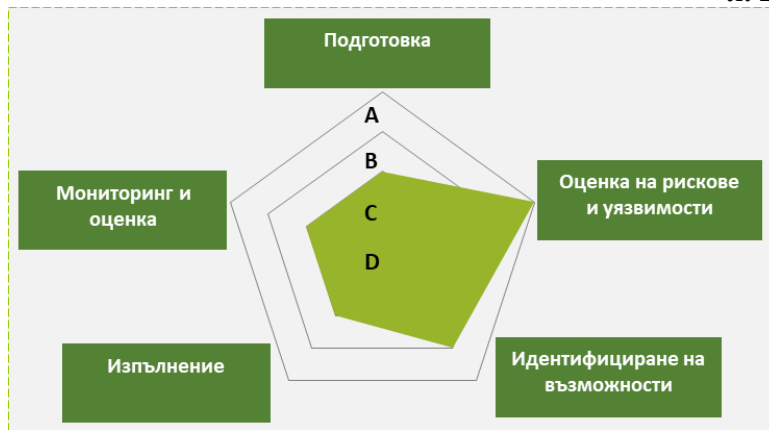 Подготовка
A
B
C
D
Оценка на рискове
и уязвимости
Мониторинг и
оценка
Изпълнение
Идентифициране на
възможности